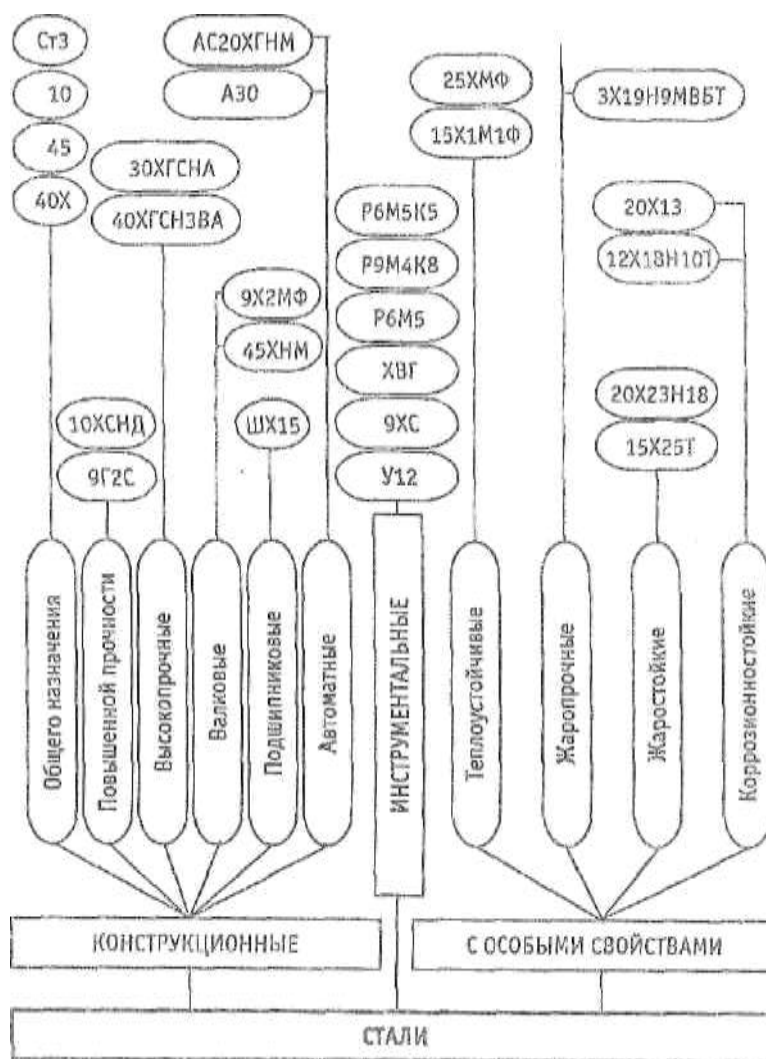 Ст3
АС20ХГНМ
10
А30
25ХМФ
3Х19Н9МВБТ
45
15Х1М1Ф
30ХГСНА
40Х
40ХГСН3ВА
Р6М5К5
20Х13
Р9М4К8
12Х18Н10Т
9Х2МФ
Р6М5
45ХНМ
ХВГ
20Х23Н18
10ХСНД
ШХ15
9ХС
15Х25Т
9Г2С
У12
Общего назначения
Повышенной прочности
Высокопрочные
Валковые
Подшипниковые
Автоматные
ИНСТРУМЕНТАЛЬНЫЕ
Теплоустойчивые
Жаропрочные
Жаростойкие
Коррозионностойкие
КОНСТРУКЦИОННЫЕ
С ОСОБЫМИ СВОЙСТВАМИ
СТАЛИ